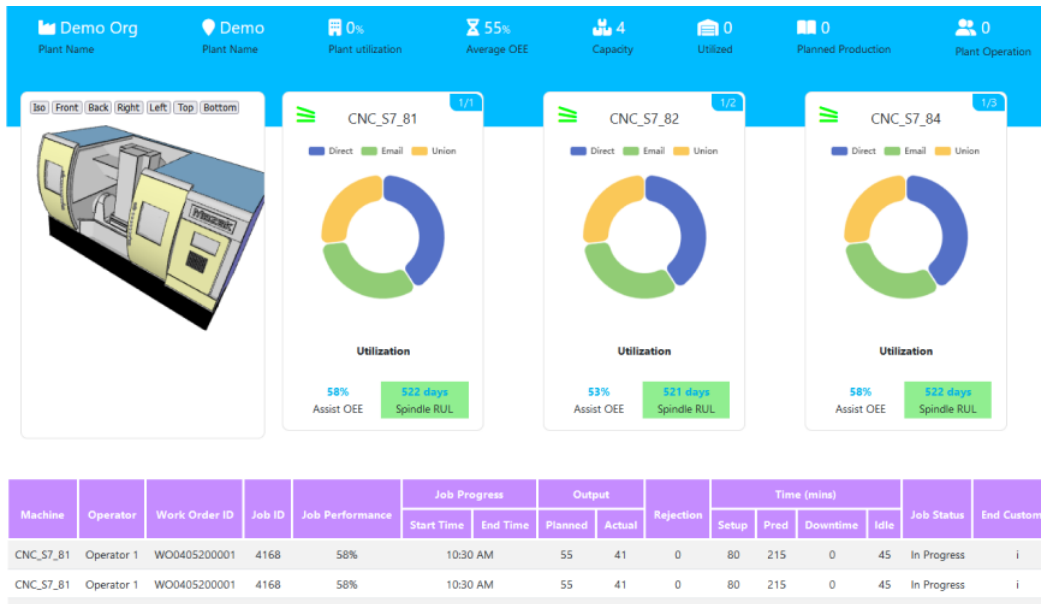 Demo Org
Plant Name
Demo
Plant Name
0%
Plant utilization
55%
Average OEE
4
Capacity
0
Utilized
0
Planned Production
0
Plant Operation
Iso Front Back Right Left Top Bottom
Mazak
1/1
CNC_S7_81
Direct Email Union
Utilization
58%
Assist OEE
522 days
Spindle RUL
1/2
CNC_S7_82
Direct Email Union
Utilization
53%
Assist OEE
521 days
Spindle RUL
1/3
CNC_S7_84
Direct Email Union
Utilization
58%
Assist OEE
522 days
Spindle RUL
Job Progress Output Time (mins)
Machine Operator Work Order ID Job ID Job Performance Rejection Job Status End Custom
Start Time End Time Planned Actual Setup Pred Downtime Idle
CNC_S7_81 Operator 1 WO0405200001 4168 58% 10:30 AM 55 41 0 80 215 0 45 In Progress i
CNC_S7_81 Operator 1 WO0405200001 4168 58% 10:30 AM 55 41 0 80 215 0 45 In Progress i